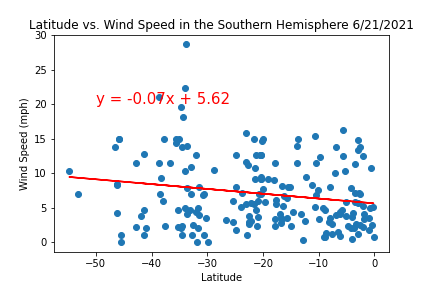 Latitude vs. Wind Speed in the Southern Hemisphere 6/21/2021
30
25
20
15
10
5
0
Wind Speed (mph)
y = -0.07x + 5.62
−50 −40 −30 −20 −10 0
Latitude